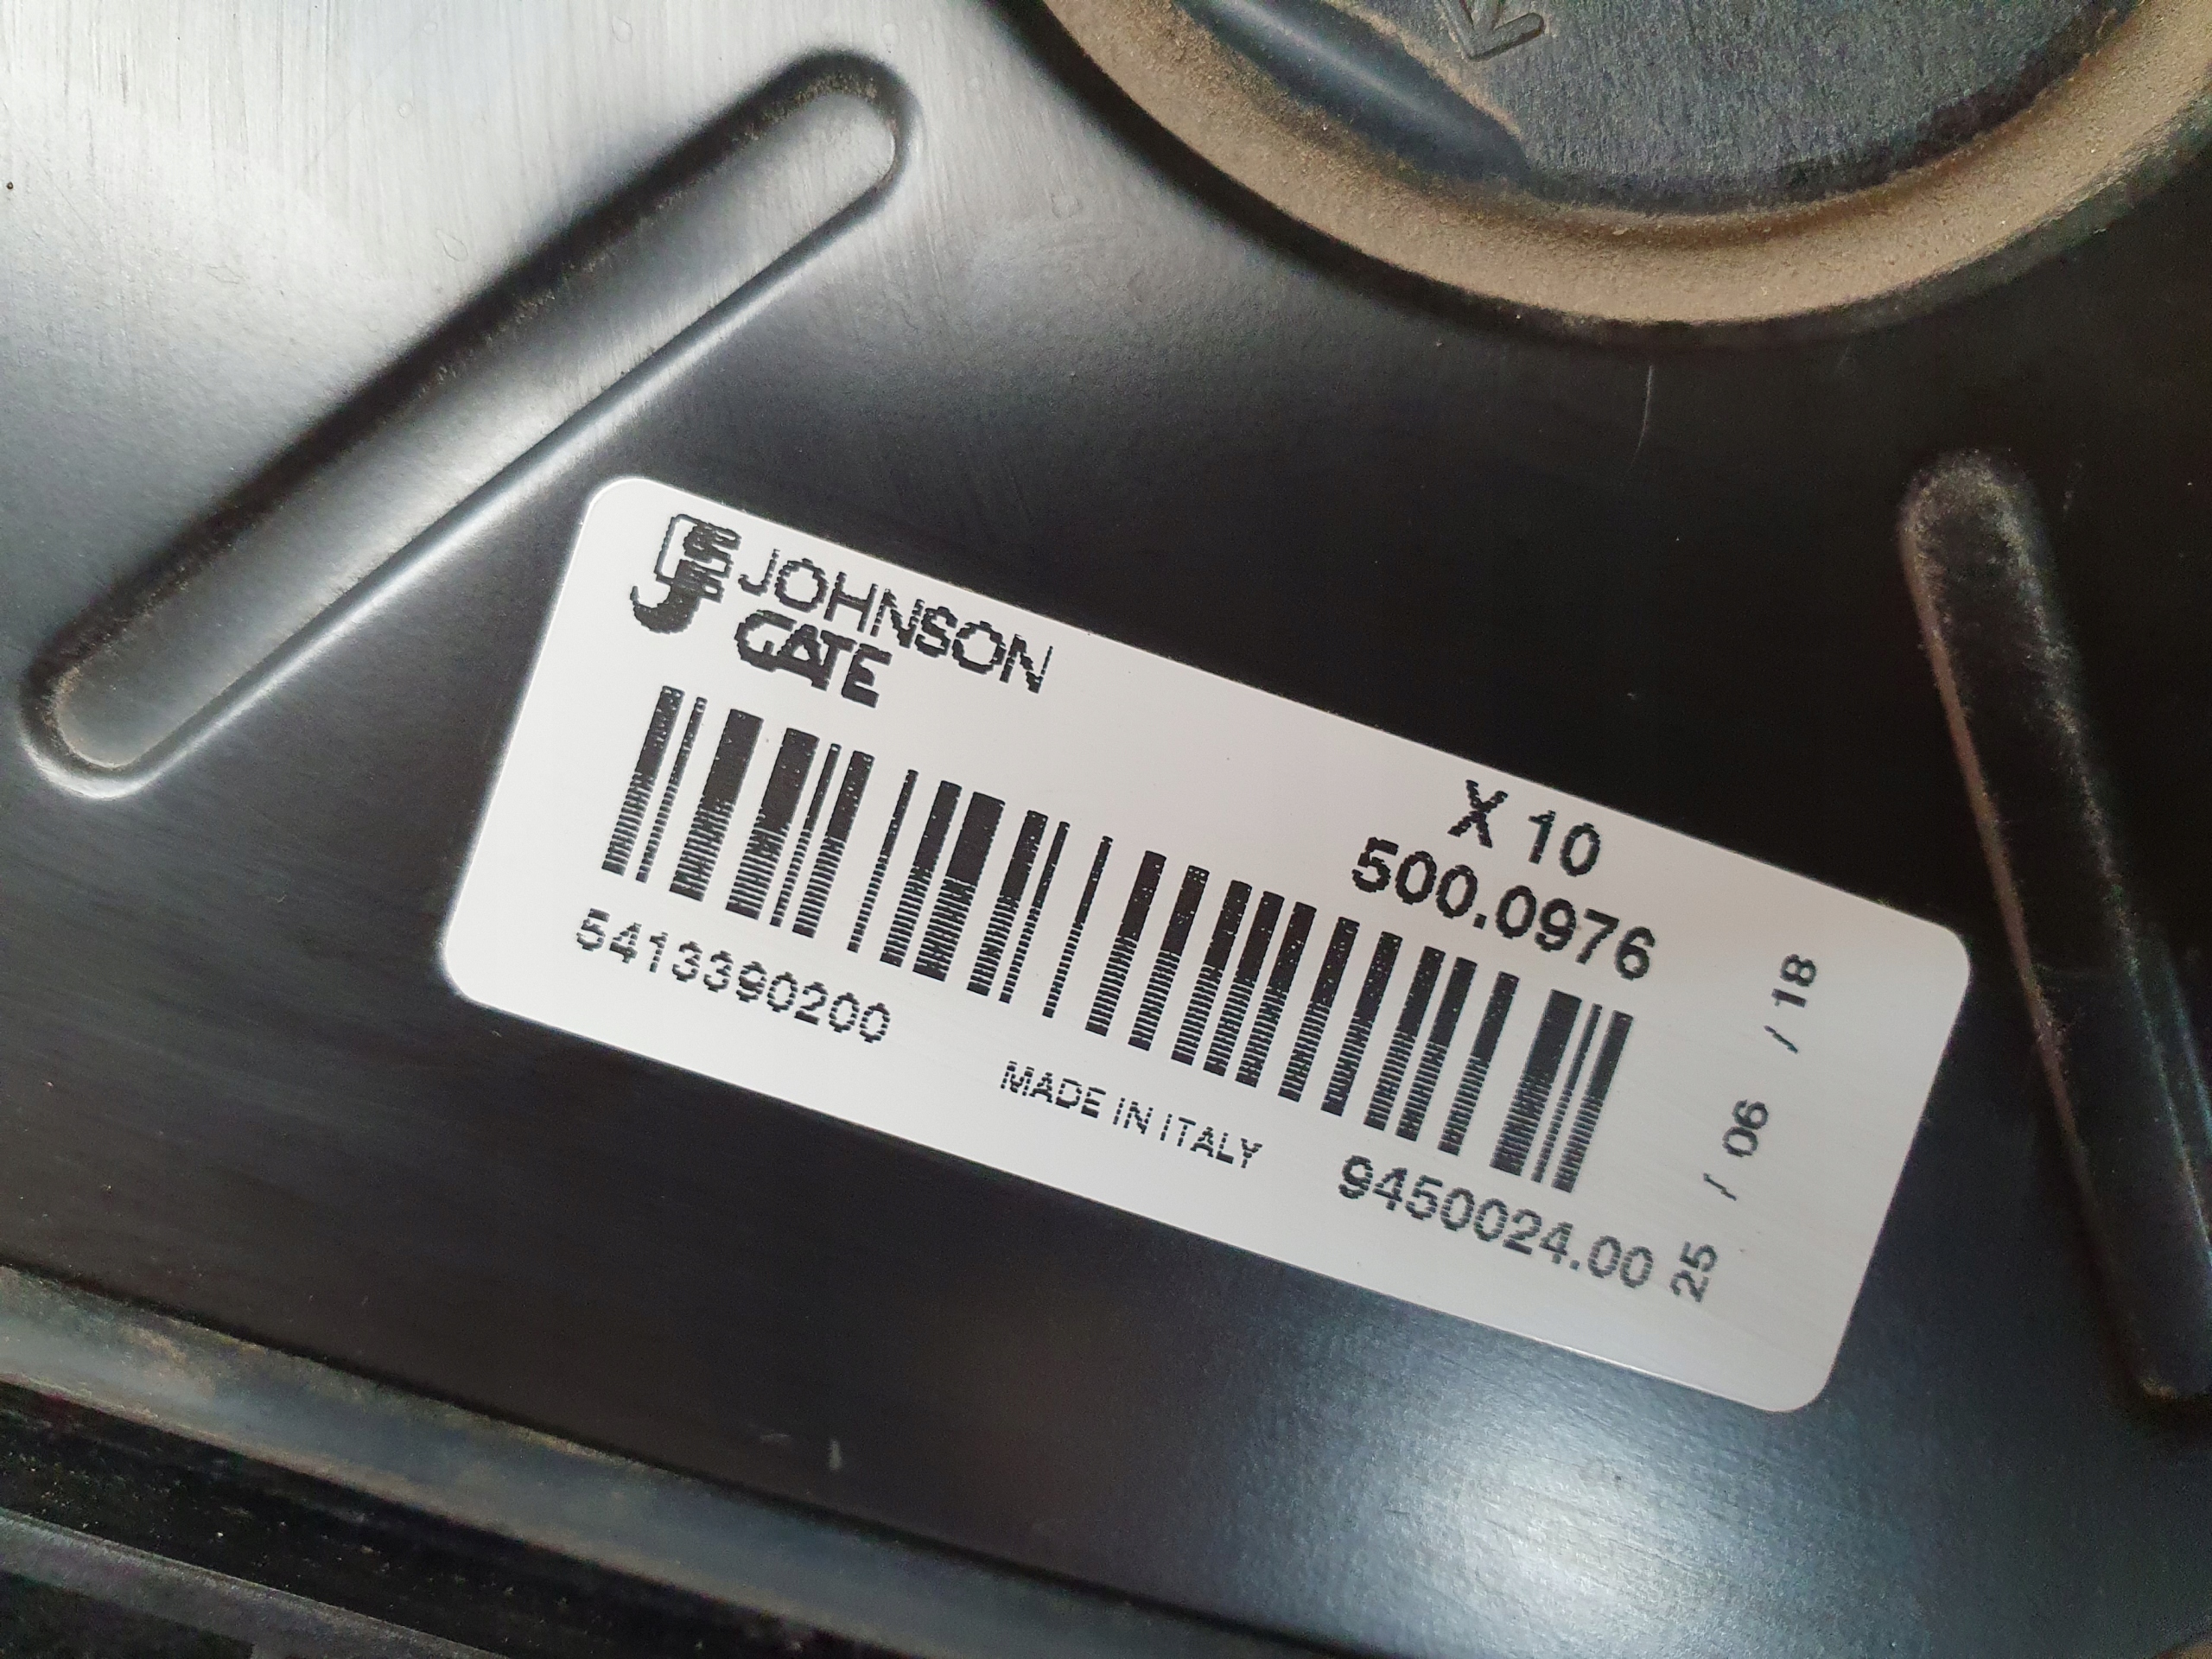 JOHNSON
GATE
X 10
500.0976
5413390200
MADE IN ITALY
9450024.00
25 / 06 / 18